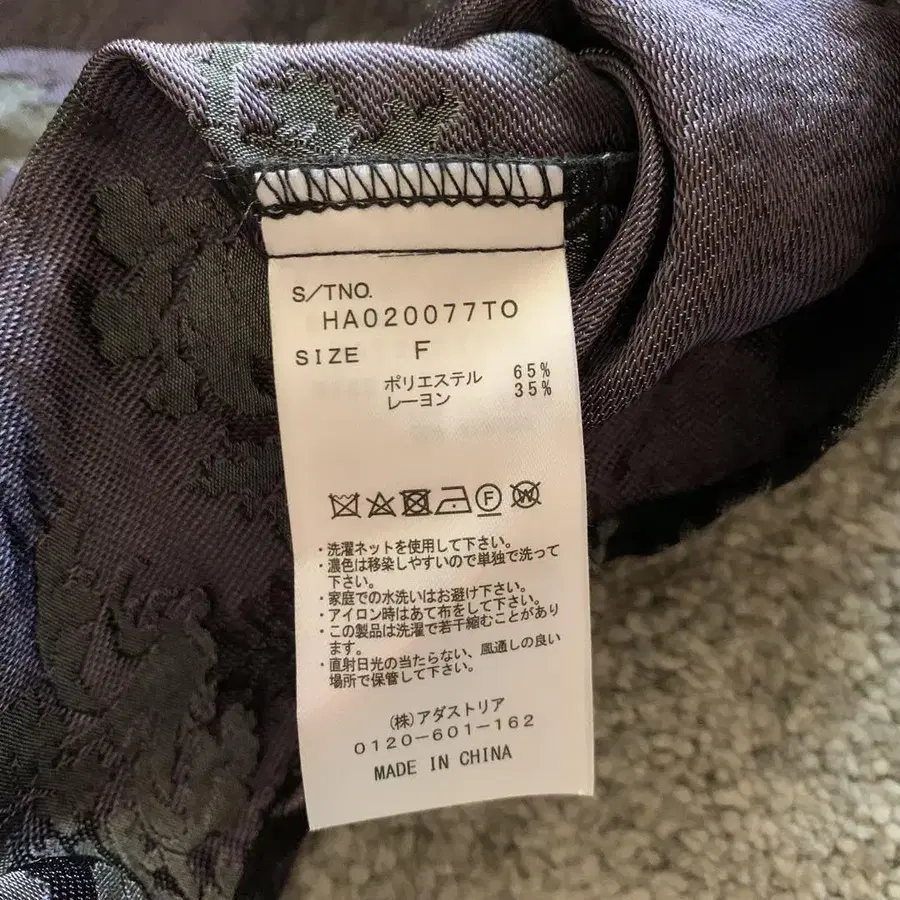 S/TNO.
HA020077TO
SIZE F
ポリエステル 65%
レーヨン 35%
F W
・洗濯ネットを使用して下さい。
・濃色は移染しやすいので単独で洗って
下さい。
・家庭での水洗いはお避け下さい。
・アイロン時はあて布をして下さい。
・この製品は洗濯で若干縮むことがあり
ます。
・直射日光の当たらない、風通しの良い
場所で保管して下さい。
(株)アダストリア
0120-601-162
MADE IN CHINA